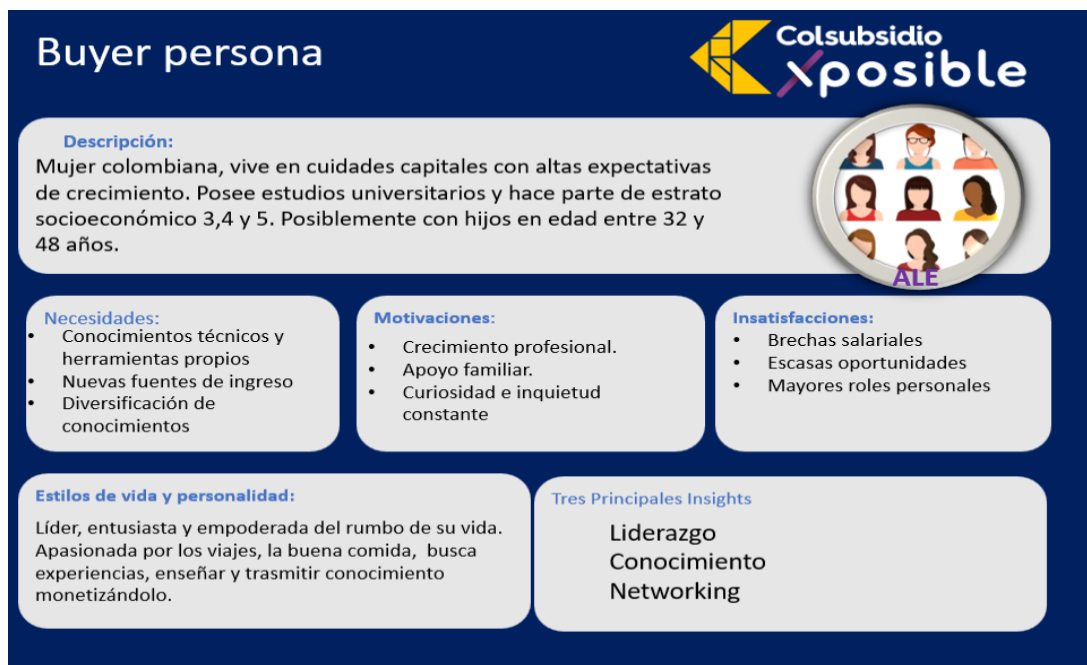 Buyer persona
Colsubsidio
xposible
Descripción:
Mujer colombiana, vive en cuidades capitales con altas expectativas
de crecimiento. Posee estudios universitarios y hace parte de estrato
socioeconómico 3,4 y 5. Posiblemente con hijos en edad entre 32 y
48 años.
ALE
Necesidades:
• Conocimientos técnicos y
herramientas propios
• Nuevas fuentes de ingreso
• Diversificación de
conocimientos
Motivaciones:
• Crecimiento profesional.
• Apoyo familiar.
• Curiosidad e inquietud
constante
Insatisfacciones:
• Brechas salariales
• Escasas oportunidades
• Mayores roles personales
Estilos de vida y personalidad:
Líder, entusiasta y empoderada del rumbo de su vida.
Apasionada por los viajes, la buena comida, busca
experiencias, enseñar y trasmitir conocimiento
monetizándolo.
Tres Principales Insights
Liderazgo
Conocimiento
Networking